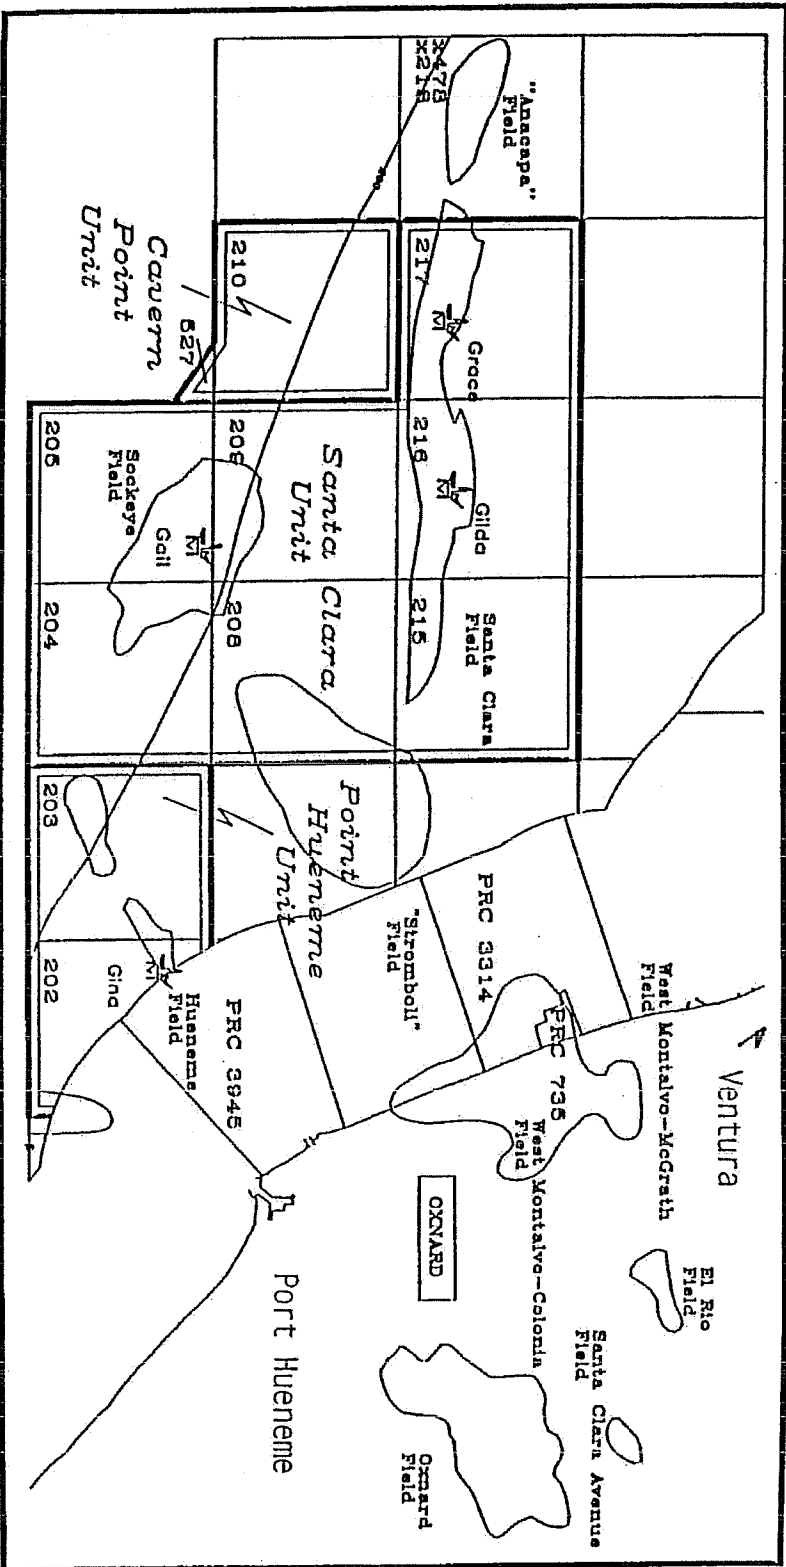 Ventura
West Montalvo-McGrath
Field
El Rio
Field
Santa Clara Avenue
Field
"Anacapa"
Field
217
Grace
216
Gilda
215
Santa Clara
Field
PRC 3314
PRC 735
West Montalvo-Colonia
Field
OXNARD
Oxnard
Field
210
Cavern
Point
Unit
527
209
Santa Clara
Unit
208
Point
Hueneme
Unit
"Stromboli"
Field
PRC 3945
Port Hueneme
205
Sockeye
Field
Gail
204
203
202
Gina
Hueneme
Field